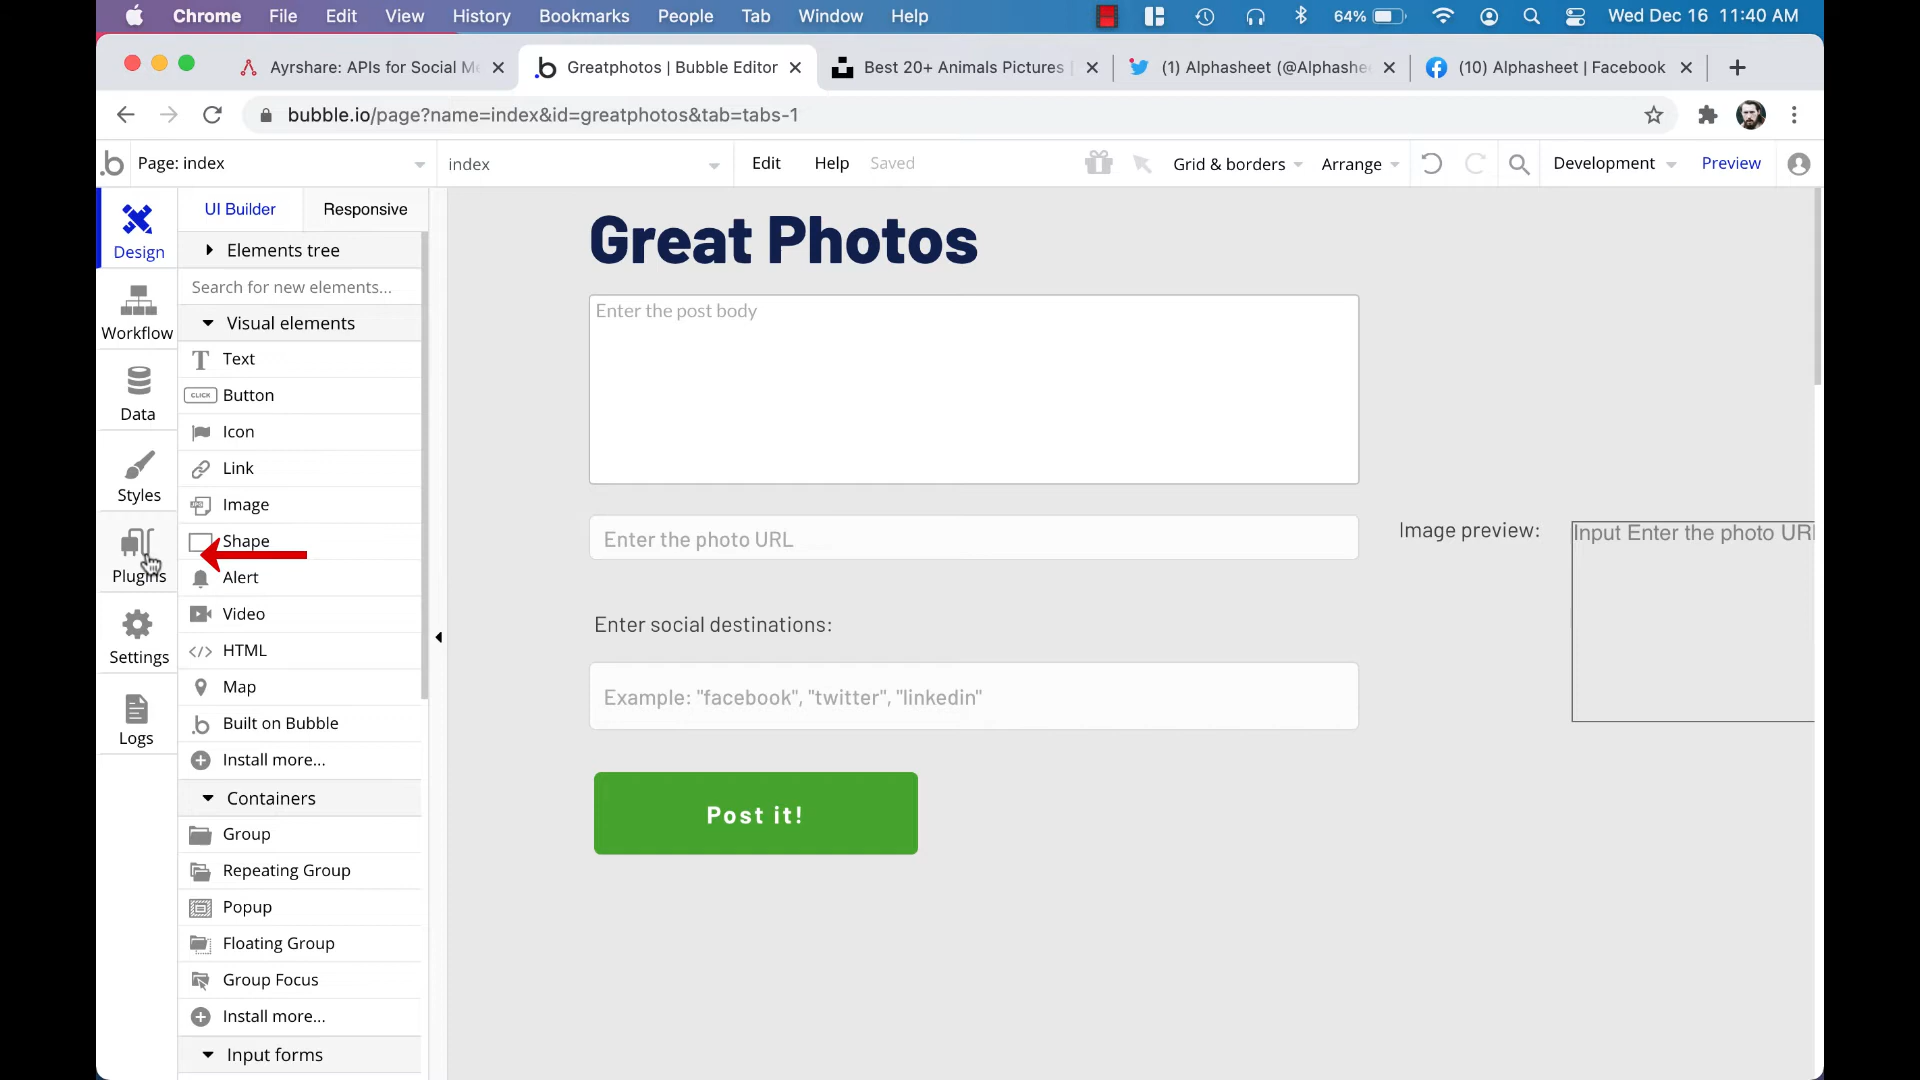 Chrome File Edit View History Bookmarks People Tab Window Help 64% Wed Dec 16 11:40 AM
Ayrshare: APIs for Social Me
Greatphotos | Bubble Editor
Best 20+ Animals Pictures |
(1) Alphasheet (@Alphashe
(10) Alphasheet | Facebook
bubble.io/page?name=index&id=greatphotos&tab=tabs-1
Page: index
index
Edit Help Saved
Grid & borders Arrange
Development Preview
Design
Workflow
Data
Styles
Plugins
Settings
Logs
UI Builder Responsive
Elements tree
Search for new elements...
Visual elements
Text
CLICK Button
Icon
Link
Image
Shape
Alert
Video
HTML
Map
Built on Bubble
Install more...
Containers
Group
Repeating Group
Popup
Floating Group
Group Focus
Install more...
Input forms
Great Photos
Enter the post body
Enter the photo URL
Image preview:
Input Enter the photo UR
Enter social destinations:
Example: "facebook", "twitter", "linkedin"
Post it!